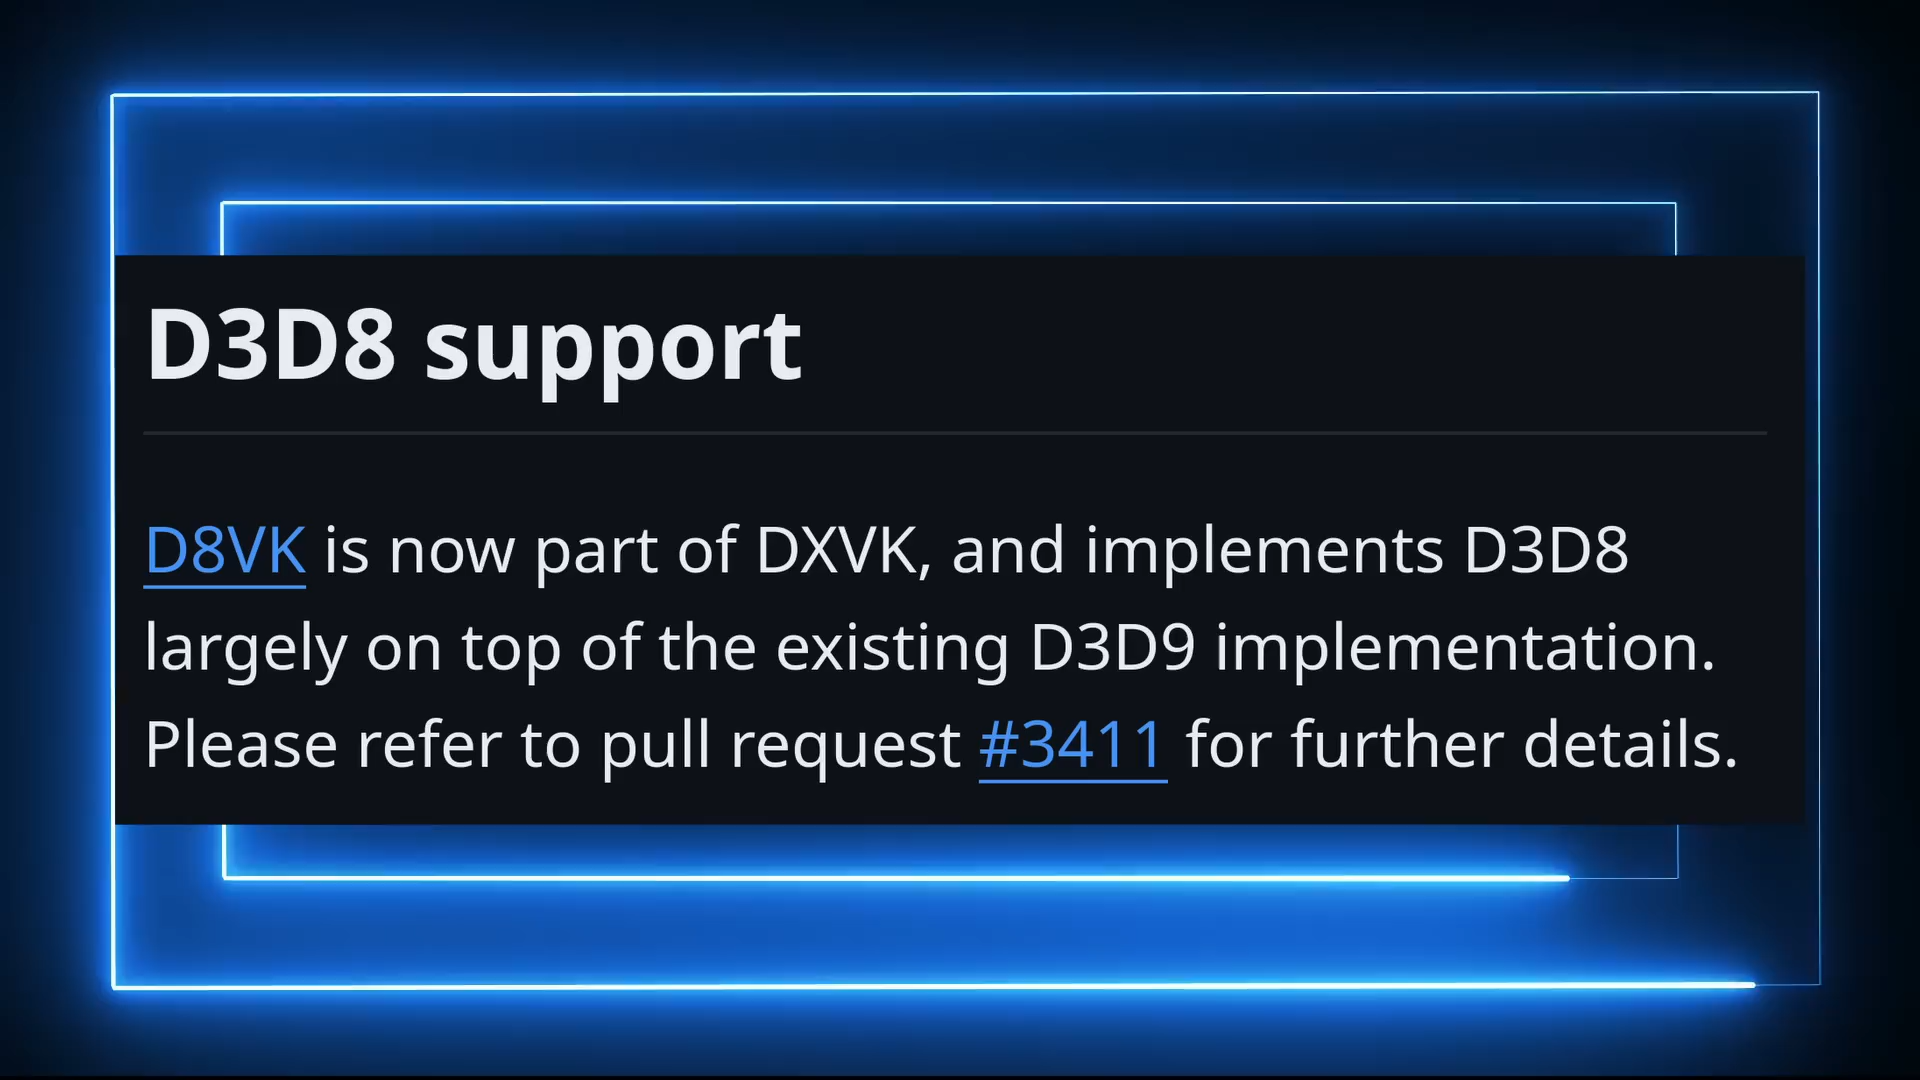 D3D8 support
D8VK is now part of DXVK, and implements D3D8
largely on top of the existing D3D9 implementation.
Please refer to pull request #3411 for further details.